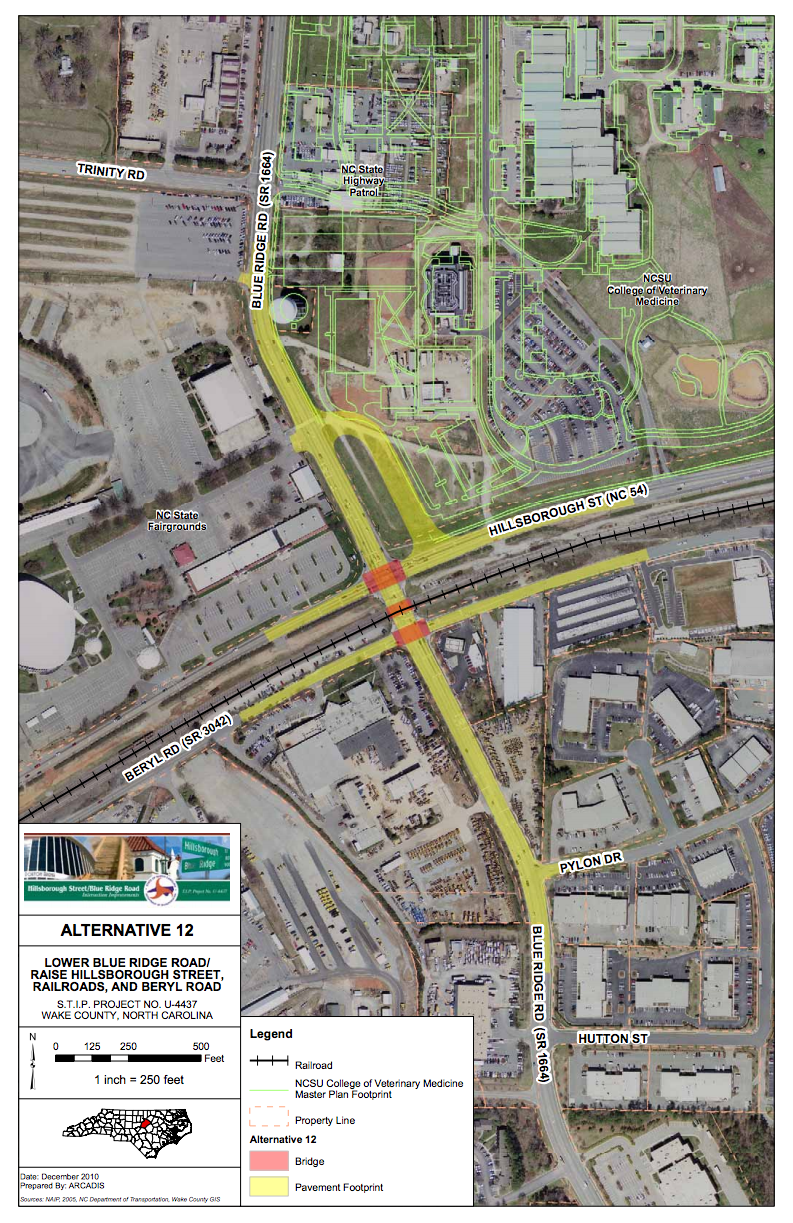 TRINITY RD
BLUE RIDGE RD (SR 1664)
NC State
Highway
Patrol
NCSU
College of Veterinary
Medicine
HILLSBOROUGH ST (NC 54)
NC State
Fairgrounds
BERYL RD (SR 3042)
PYLON DR
BLUE RIDGE RD (SR 1664)
HUTTON ST
Hillsborough
Blue Ridge
Hillsborough Street/Blue Ridge Road
Intersection Improvements
ALTERNATIVE 12
LOWER BLUE RIDGE ROAD/
RAISE HILLSBOROUGH STREET,
RAILROADS, AND BERYL ROAD
S.T.I.P. PROJECT NO. U-4437
WAKE COUNTY, NORTH CAROLINA
N
0 125 250 500
Feet
1 inch = 250 feet
Date: December 2010
Prepared By: ARCADIS
Sources: NAIP, 2005, NC Department of Transportation, Wake County GIS
Legend
Railroad
NCSU College of Veterinary Medicine
Master Plan Footprint
Property Line
Alternative 12
Bridge
Pavement Footprint